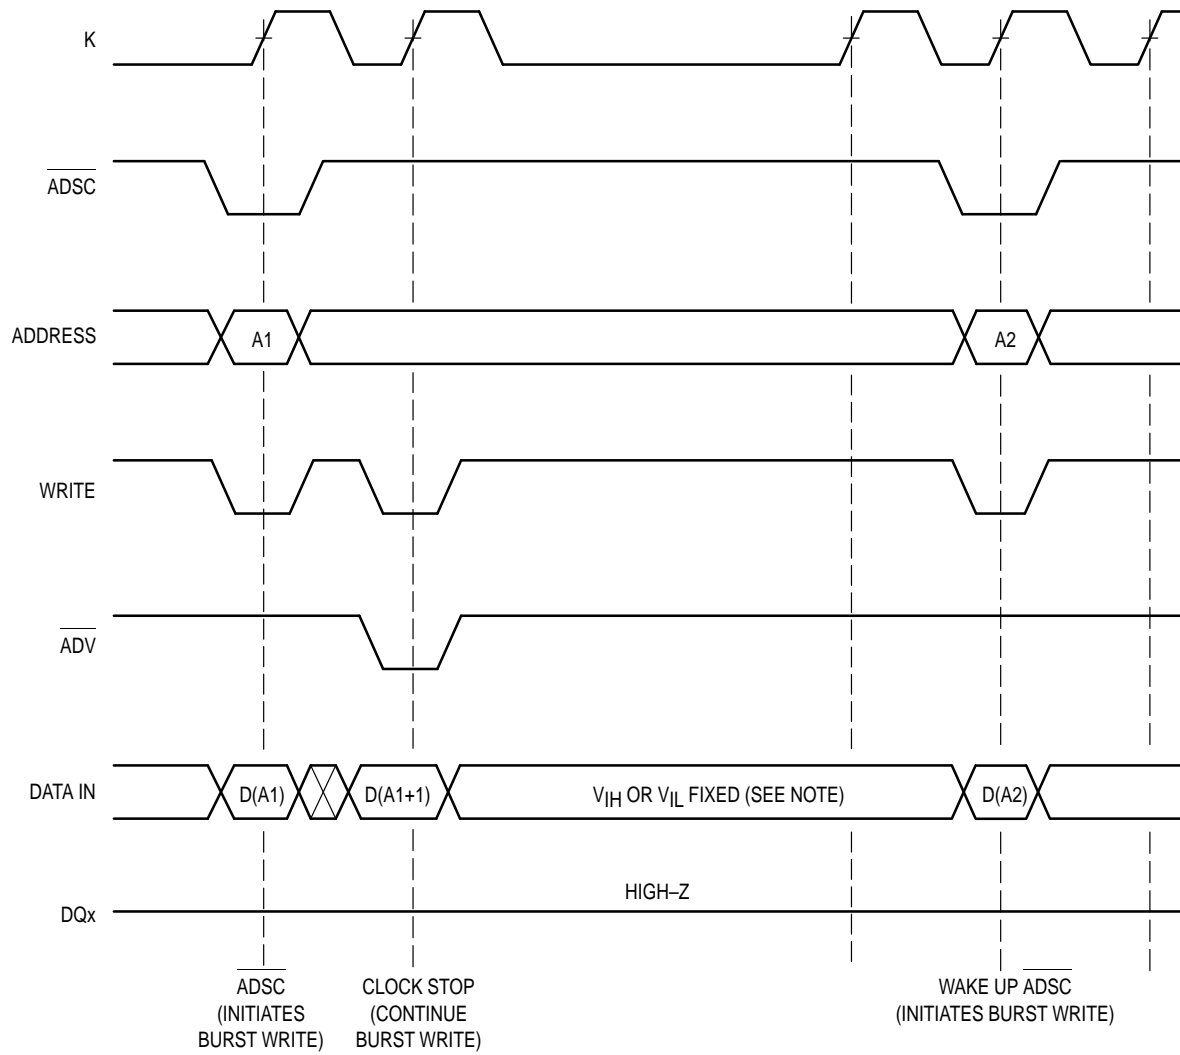 K
ADSC
ADDRESS
A1
A2
WRITE
ADV
DATA IN
D(A1)
D(A1+1)
VIH OR VIL FIXED (SEE NOTE)
D(A2)
HIGH–Z
DQx
ADSC
(INITIATES
BURST WRITE)
CLOCK STOP
(CONTINUE
BURST WRITE)
WAKE UP ADSC
(INITIATES BURST WRITE)